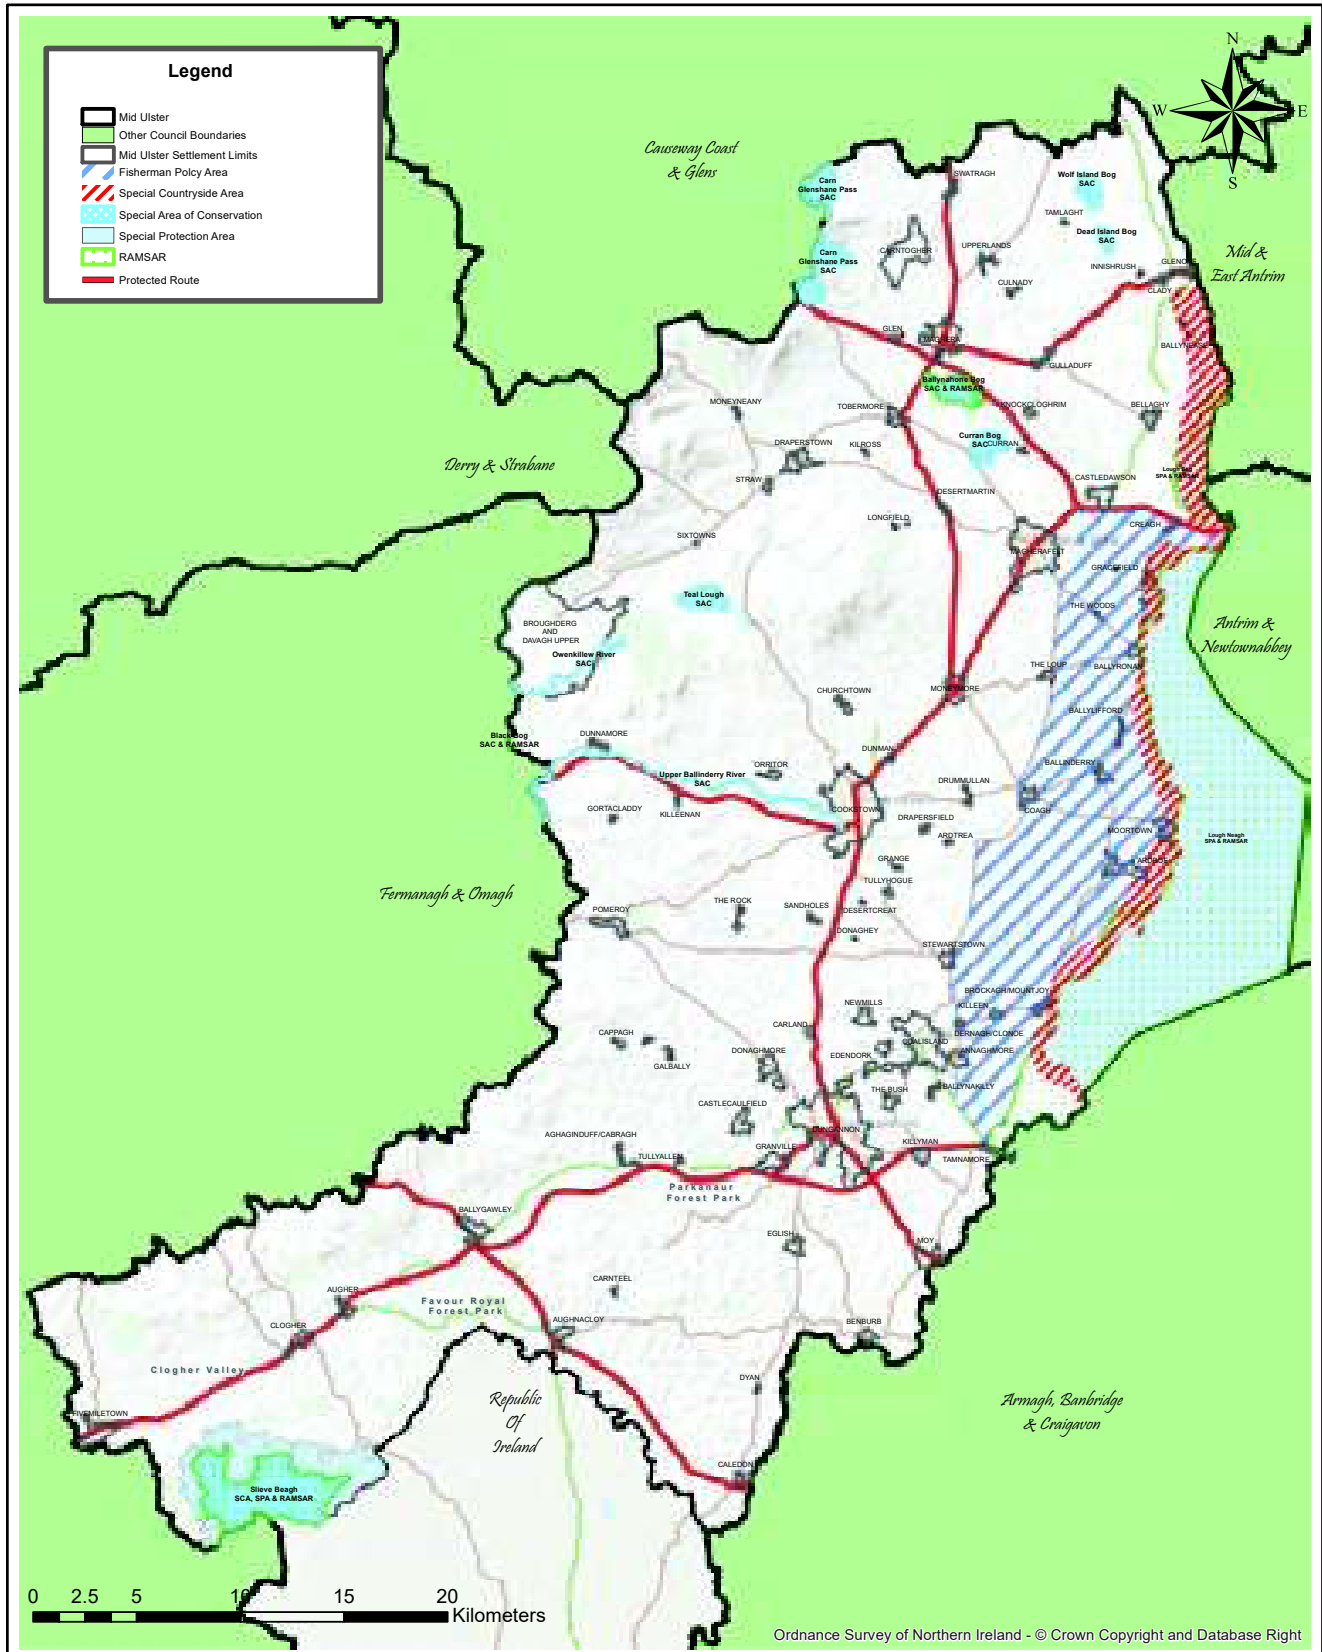 Legend
Mid Ulster
Other Council Boundaries
Mid Ulster Settlement Limits
Fisherman Polcy Area
Special Countryside Area
Special Area of Conservation
Special Protection Area
RAMSAR
Protected Route
N
W
E
S
Causeway Coast
& Glens
Carn
Glenshane Pass
SAC
SWATRAGH
Wolf Island Bog
SAC
TAMLAGHT
Dead Island Bog
SAC
Carn
Glenshane Pass
SAC
CARNTOGHER
UPPERLANDS
INNISHRUSH
GLENONE
Mid &
East Antrim
CULNADY
CLADY
GLEN
MAGHERA
BALLYNEASE
GULLADUFF
Ballynahone Bog
SAC & RAMSAR
MONEYNEANY
TOBERMORE
KNOCKCLOGHRIM
BELLAGHY
DRAPERSTOWN
KILROSS
Curran Bog
SAC
CURRAN
Derry & Strabane
STRAW
CASTLEDAWSON
Lough Beg
SPA & RAMSAR
DESERTMARTIN
LONGFIELD
CREAGH
SIXTOWNS
MAGHERAFELT
GRACEFIELD
Teal Lough
SAC
THE WOODS
BROUGHDERG
AND
DAVAGH UPPER
Antrim &
Newtownabbey
Owenkillew River
SAC
THE LOUP
BALLYRONAN
CHURCHTOWN
MONEYMORE
BALLYLIFFORD
Black Bog
SAC & RAMSAR
DUNNAMORE
DUNMAN
BALLINDERRY
ORRITOR
Upper Ballinderry River
SAC
DRUMMULLAN
GORTACLADDY
KILLEENAN
COOKSTOWN
COAGH
DRAPERSFIELD
MOORTOWN
ARDTREA
Lough Neagh
SPA & RAMSAR
GRANGE
ARDBOE
TULLYHOGUE
Fermanagh & Omagh
THE ROCK
SANDHOLES
POMEROY
DESERTCREAT
DONAGHEY
STEWARTSTOWN
BROCKAGH/MOUNTJOY
NEWMILLS
KILLEEN
CARLAND
DERNAGH/CLONOE
CAPPAGH
COALISLAND
DONAGHMORE
EDENDORK
ANNAGHMORE
GALBALLY
THE BUSH
BALLYNAKILLY
CASTLECAULFIELD
DUNGANNON
AGHAGINDUFF/CABRAGH
GRANVILLE
KILLYMAN
TULLYALLEN
TAMNAMORE
Parkanaur
Forest Park
BALLYGAWLEY
EGLISH
MOY
CARNTEEL
AUGHER
Favour Royal
Forest Park
CLOGHER
AUGHNACLOY
BENBURB
Clogher Valley
DYAN
Republic
Of
Ireland
Armagh, Banbridge
& Craigavon
FIVEMILETOWN
CALEDON
Slieve Beagh
SCA, SPA & RAMSAR
0 2.5 5 10 15 20
Kilometers
Ordnance Survey of Northern Ireland - © Crown Copyright and Database Right